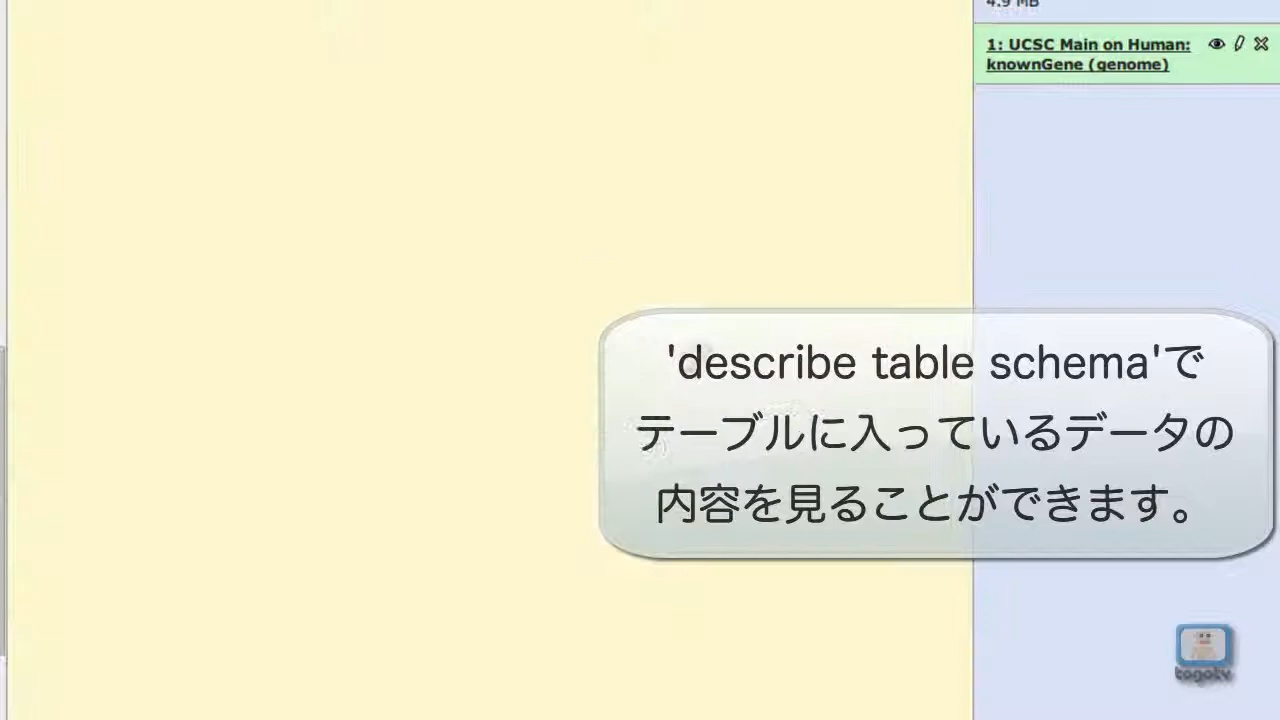 4.9 MB
1: UCSC Main on Human:
knownGene (genome)
'describe table schema'で
テーブルに入っているデータの
内容を見ることができます。
togotv